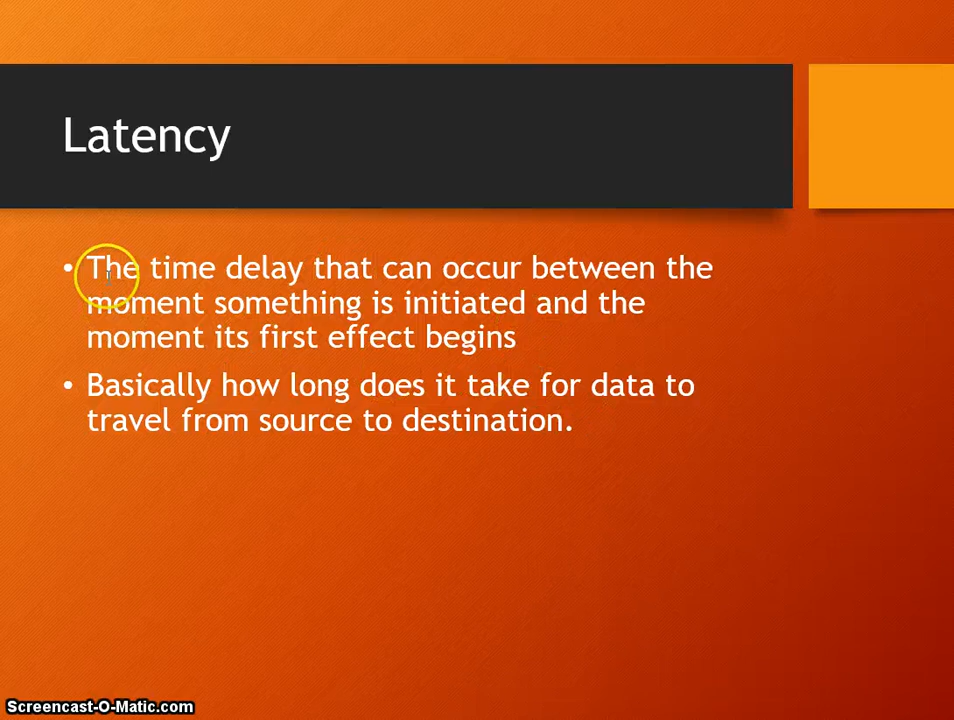 Latency
• The time delay that can occur between the
moment something is initiated and the
moment its first effect begins
• Basically how long does it take for data to
travel from source to destination.
Screencast-O-Matic.com